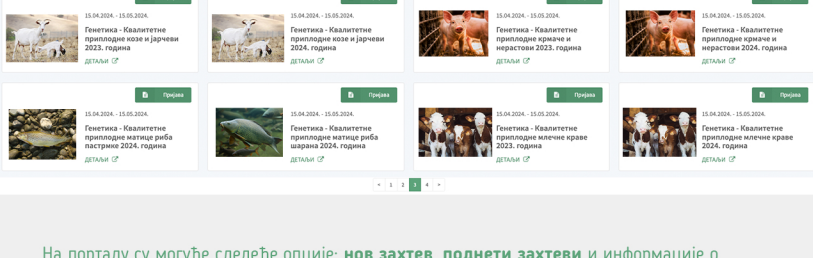 15.04.2024. - 15.05.2024.
Генетика - Квалитетне
приплодне козе и јарчеви
2023. година
ДЕТАЉИ
15.04.2024. - 15.05.2024.
Генетика - Квалитетне
приплодне козе и јарчеви
2024. година
ДЕТАЉИ
15.04.2024. - 15.05.2024.
Генетика - Квалитетне
приплодне крмаче и
нерастови 2023. година
ДЕТАЉИ
15.04.2024. - 15.05.2024.
Генетика - Квалитетне
приплодне крмаче и
нерастови 2024. година
ДЕТАЉИ
Пријава
15.04.2024. - 15.05.2024.
Генетика - Квалитетне
приплодне матице риба
пастрмке 2024. година
ДЕТАЉИ
Пријава
15.04.2024. - 15.05.2024.
Генетика - Квалитетне
приплодне матице риба
шарана 2024. година
ДЕТАЉИ
Пријава
15.04.2024. - 15.05.2024.
Генетика - Квалитетне
приплодне млечне краве
2023. година
ДЕТАЉИ
Пријава
15.04.2024. - 15.05.2024.
Генетика - Квалитетне
приплодне млечне краве
2024. година
ДЕТАЉИ
« 1 2 3 4 »
На порталу су могуће следеће опције: нов захтев, поднети захтеви и информације о